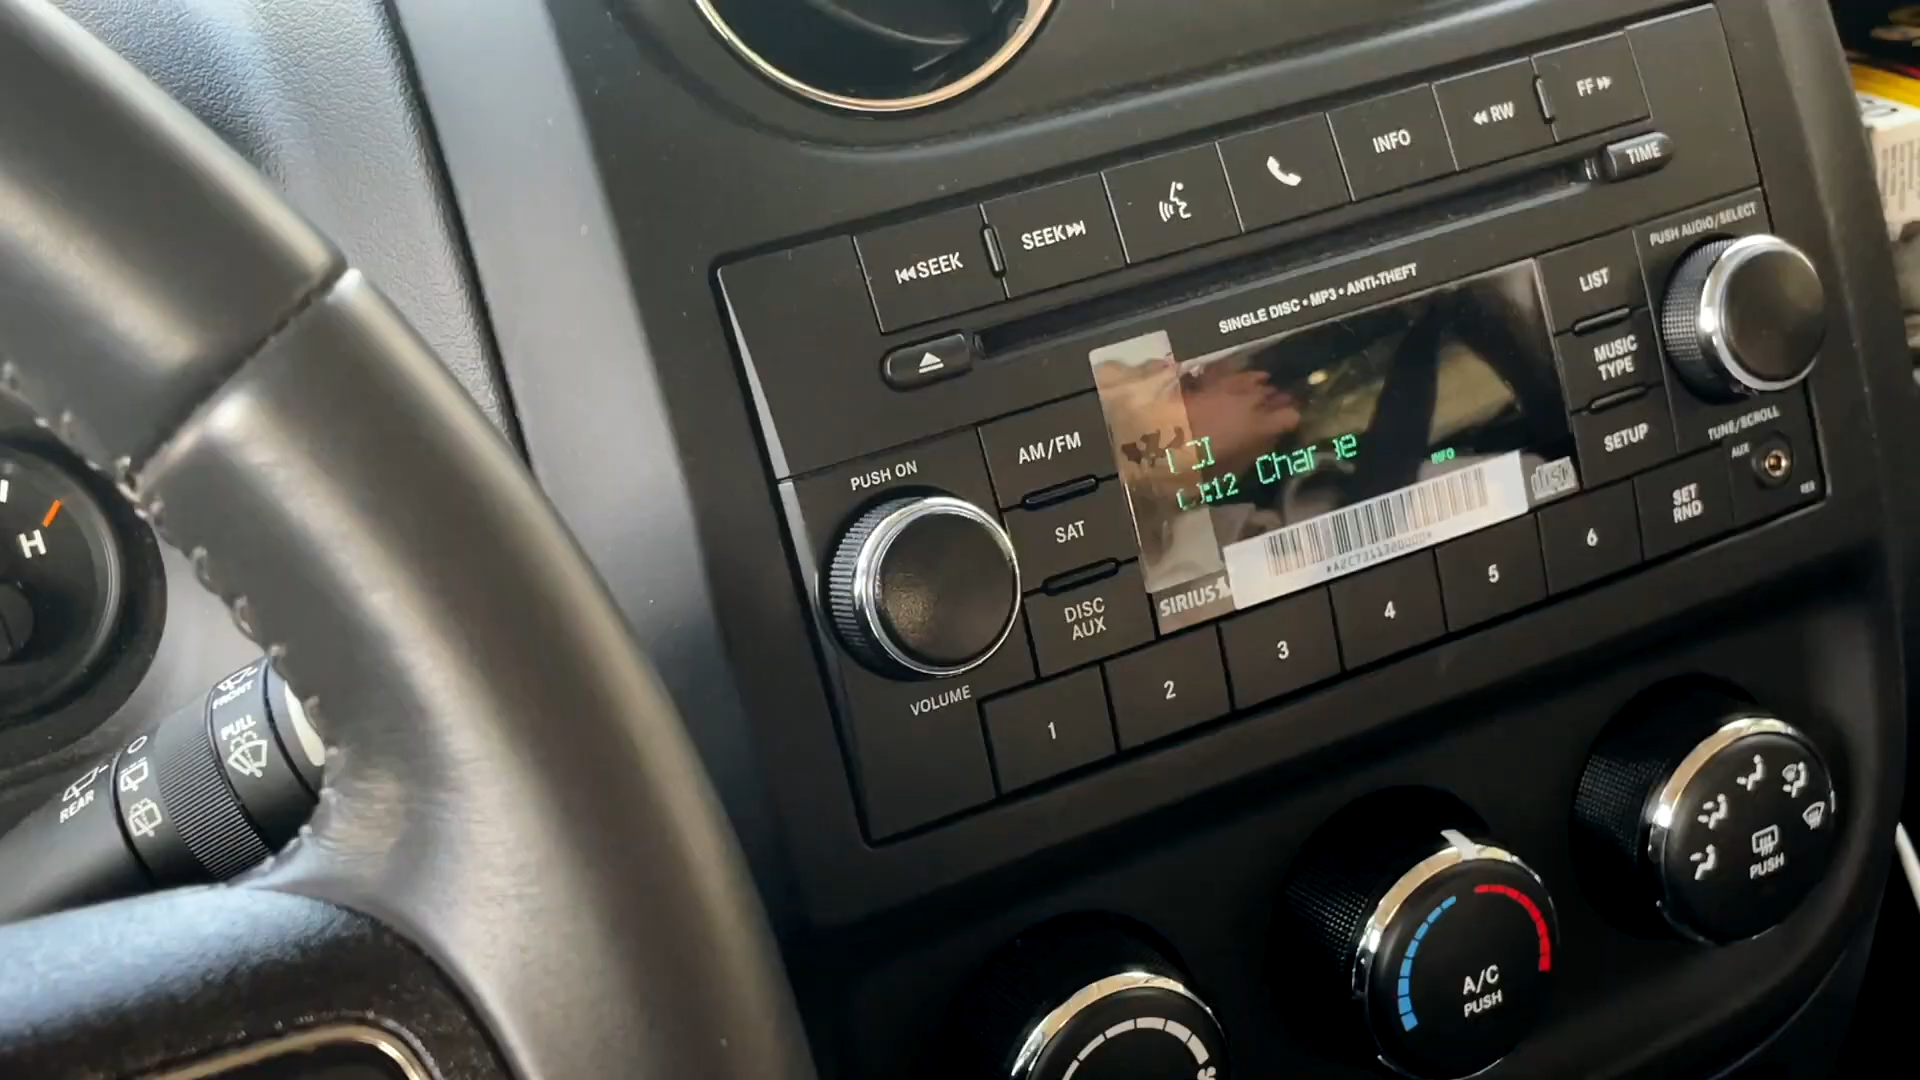 SEEK
SEEK
INFO
RW
FF
TIME
PUSH AUDIO/SELECT
SINGLE DISC • MP3 • ANTI-THEFT
LIST
MUSIC
TYPE
SETUP
TUNE/SCROLL
AUX
AM/FM
PUSH ON
SAT
DISC
AUX
INFO
disc
SIRIUS
SET
RND
VOLUME
1
2
3
4
5
6
H
FRONT
PULL
REAR
A/C
PUSH
PUSH